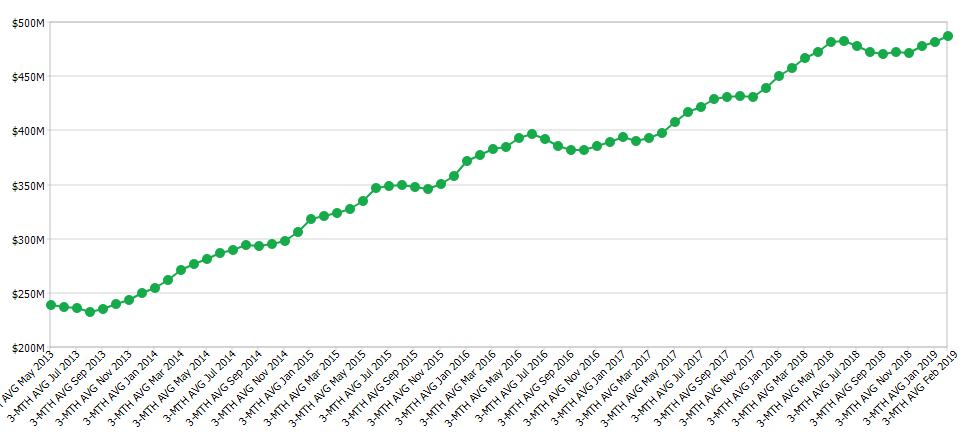 $500M
$450M
$400M
$350M
$300M
$250M
$200M
AVG May 2013
3-MTH AVG Jul 2013
3-MTH AVG Sep 2013
3-MTH AVG Nov 2013
3-MTH AVG Jan 2014
3-MTH AVG Mar 2014
3-MTH AVG May 2014
3-MTH AVG Jul 2014
3-MTH AVG Sep 2014
3-MTH AVG Nov 2014
3-MTH AVG Jan 2015
3-MTH AVG Mar 2015
3-MTH AVG May 2015
3-MTH AVG Jul 2015
3-MTH AVG Sep 2015
3-MTH AVG Nov 2015
3-MTH AVG Jan 2016
3-MTH AVG Mar 2016
3-MTH AVG May 2016
3-MTH AVG Jul 2016
3-MTH AVG Sep 2016
3-MTH AVG Nov 2016
3-MTH AVG Jan 2017
3-MTH AVG Mar 2017
3-MTH AVG May 2017
3-MTH AVG Jul 2017
3-MTH AVG Sep 2017
3-MTH AVG Nov 2017
3-MTH AVG Jan 2018
3-MTH AVG Mar 2018
3-MTH AVG May 2018
3-MTH AVG Jul 2018
3-MTH AVG Sep 2018
3-MTH AVG Nov 2018
3-MTH AVG Jan 2019
3-MTH AVG Feb 2019